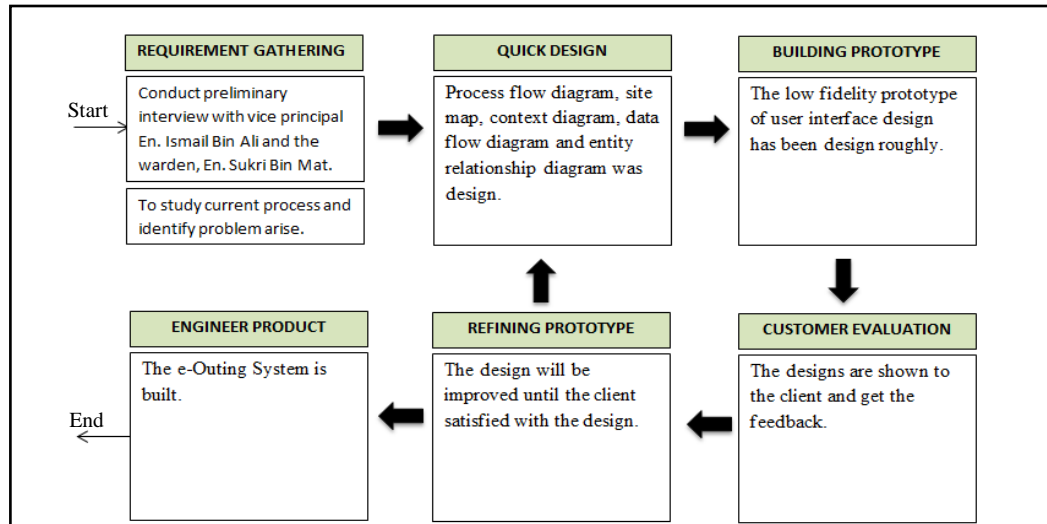 Start
REQUIREMENT GATHERING
Conduct preliminary
interview with vice principal
En. Ismail Bin Ali and the
warden, En. Sukri Bin Mat.
To study current process and
identify problem arise.
QUICK DESIGN
Process flow diagram, site
map, context diagram, data
flow diagram and entity
relationship diagram was
design.
BUILDING PROTOTYPE
The low fidelity prototype
of user interface design
has been design roughly.
CUSTOMER EVALUATION
The designs are shown to
the client and get the
feedback.
REFINING PROTOTYPE
The design will be
improved until the client
satisfied with the design.
ENGINEER PRODUCT
The e-Outing System is
built.
End